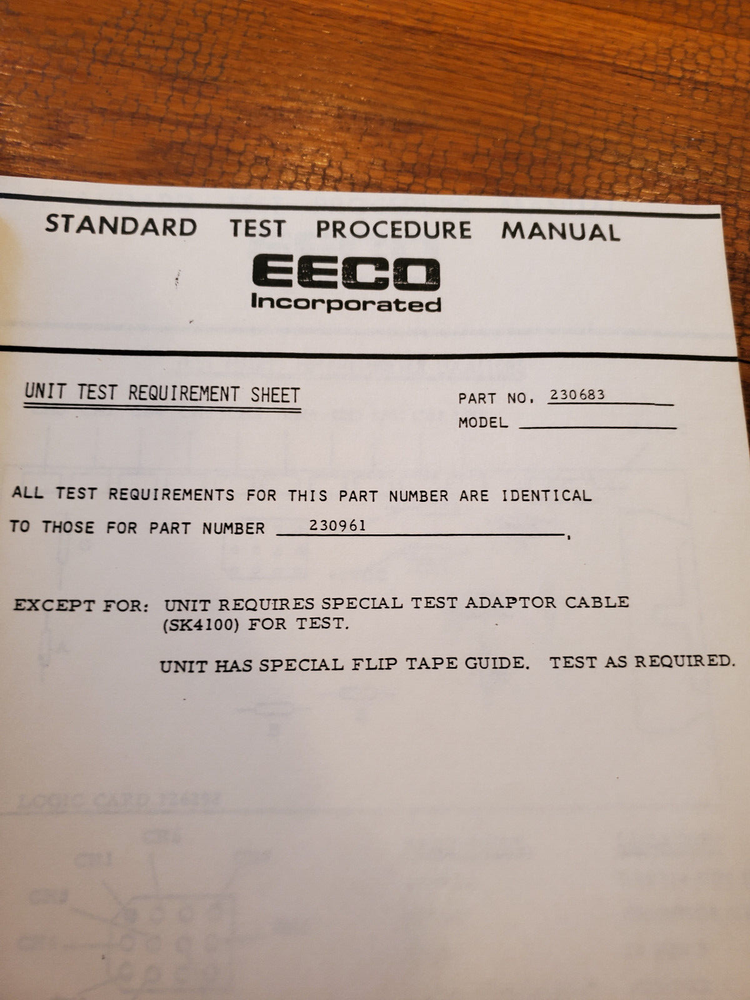 STANDARD TEST PROCEDURE MANUAL
EECO
Incorporated
UNIT TEST REQUIREMENT SHEET
PART NO. 230683
MODEL
ALL TEST REQUIREMENTS FOR THIS PART NUMBER ARE IDENTICAL
TO THOSE FOR PART NUMBER 230961.
EXCEPT FOR: UNIT REQUIRES SPECIAL TEST ADAPTOR CABLE
(SK4100) FOR TEST.
UNIT HAS SPECIAL FLIP TAPE GUIDE. TEST AS REQUIRED.